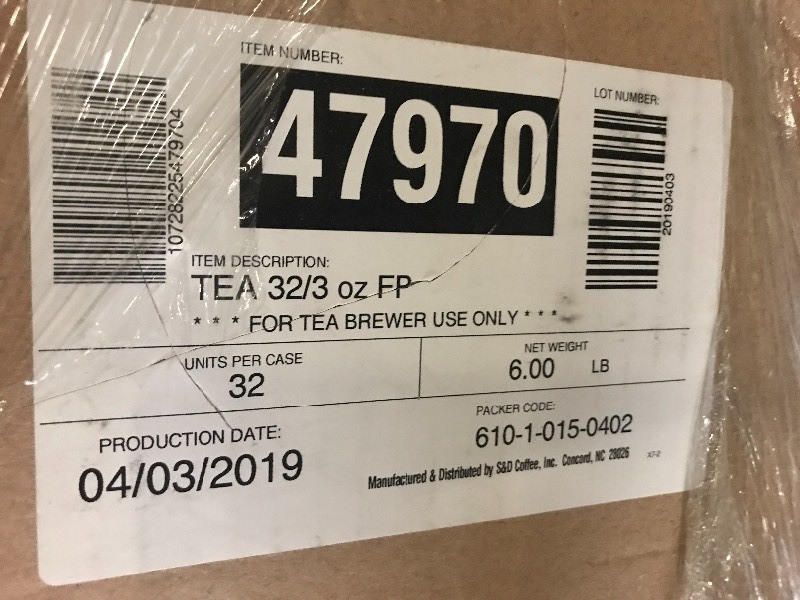 ITEM NUMBER:
47970
10728225479704
LOT NUMBER:
20190403
ITEM DESCRIPTION:
TEA 32/3 oz FP
* * * FOR TEA BREWER USE ONLY * * *
UNITS PER CASE
32
NET WEIGHT
6.00 LB
PRODUCTION DATE:
04/03/2019
PACKER CODE:
610-1-015-0402
Manufactured & Distributed by S&D Coffee, Inc. Concord, NC 28026